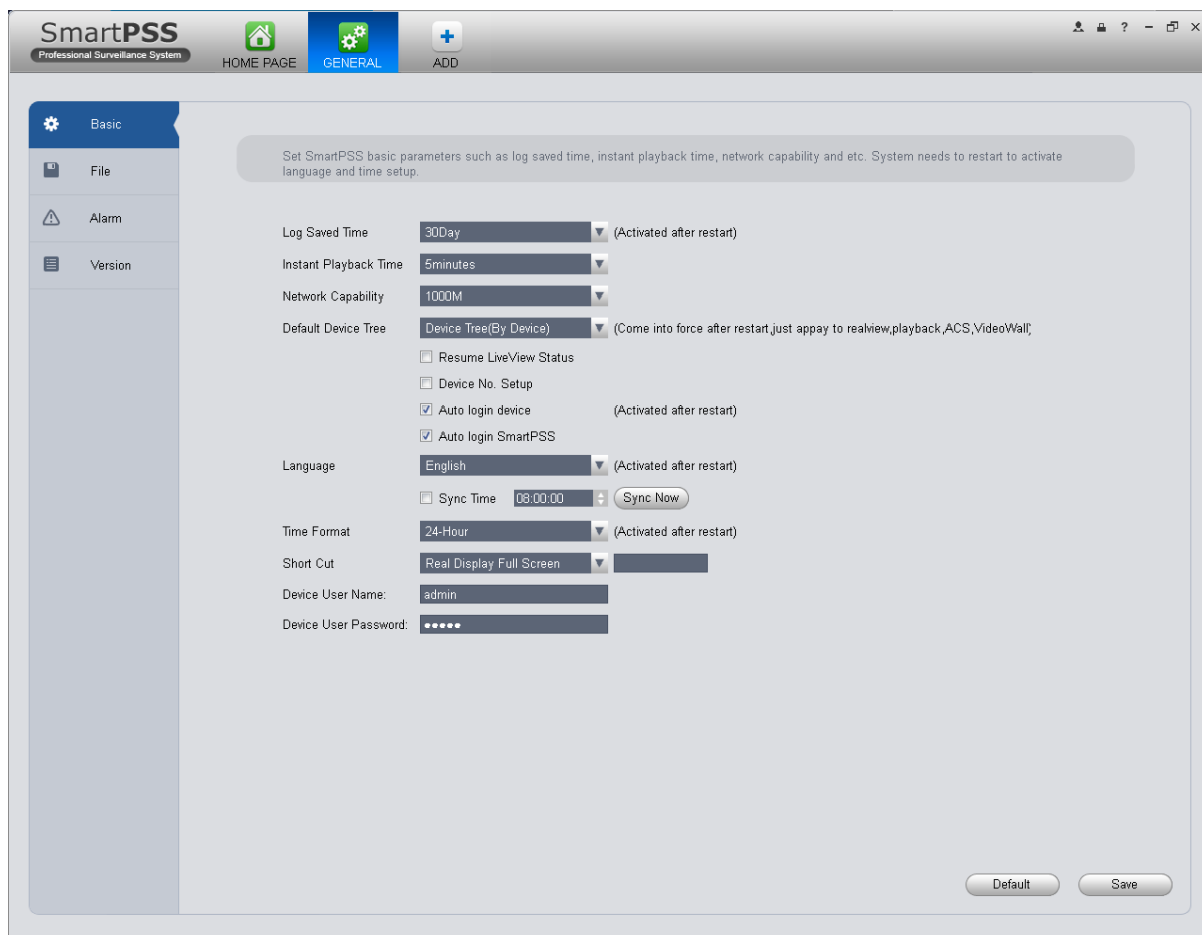 SmartPSS
Professional Surveillance System
HOME PAGE
GENERAL
ADD
Basic
File
Alarm
Version
Set SmartPSS basic parameters such as log saved time, instant playback time, network capability and etc. System needs to restart to activate
language and time setup.
Log Saved Time 30Day (Activated after restart)
Instant Playback Time 5minutes
Network Capability 1000M
Default Device Tree Device Tree(By Device) (Come into force after restart,just appay to realview,playback,ACS,VideoWall)
Resume LiveView Status
Device No. Setup
Auto login device (Activated after restart)
Auto login SmartPSS
Language English (Activated after restart)
Sync Time 08:00:00 Sync Now
Time Format 24-Hour (Activated after restart)
Short Cut Real Display Full Screen
Device User Name: admin
Device User Password: •••••
Default Save